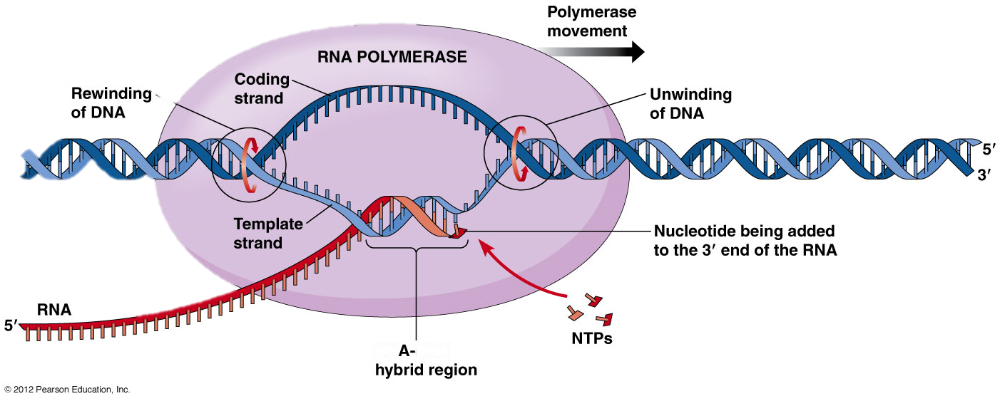 Polymerase
movement
RNA POLYMERASE
Coding
strand
Rewinding
of DNA
Unwinding
of DNA
5′
3′
Template
strand
Nucleotide being added
to the 3′ end of the RNA
RNA
5′
NTPs
A-
hybrid region
© 2012 Pearson Education, Inc.